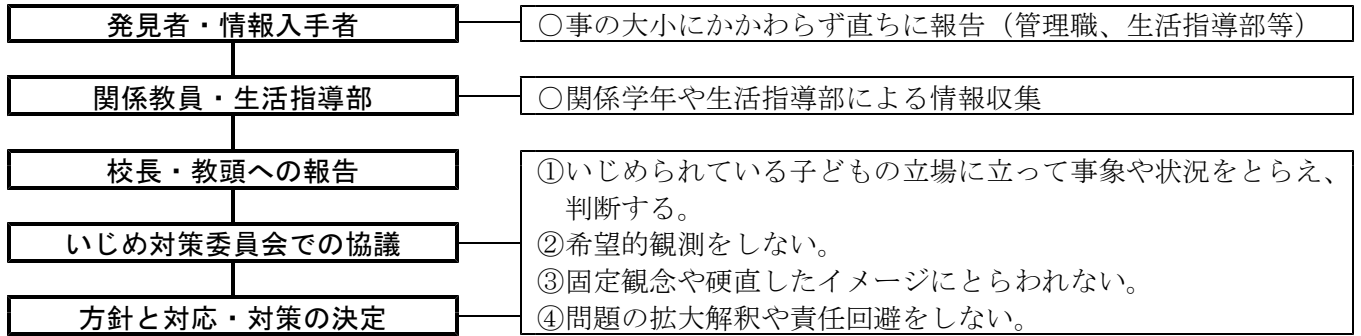 発見者・情報入手者
○事の大小にかかわらず直ちに報告（管理職、生活指導部等）
関係教員・生活指導部
○関係学年や生活指導部による情報収集
校長・教頭への報告
いじめ対策委員会での協議
方針と対応・対策の決定
①いじめられている子どもの立場に立って事象や状況をとらえ、
判断する。
②希望的観測をしない。
③固定観念や硬直したイメージにとらわれない。
④問題の拡大解釈や責任回避をしない。